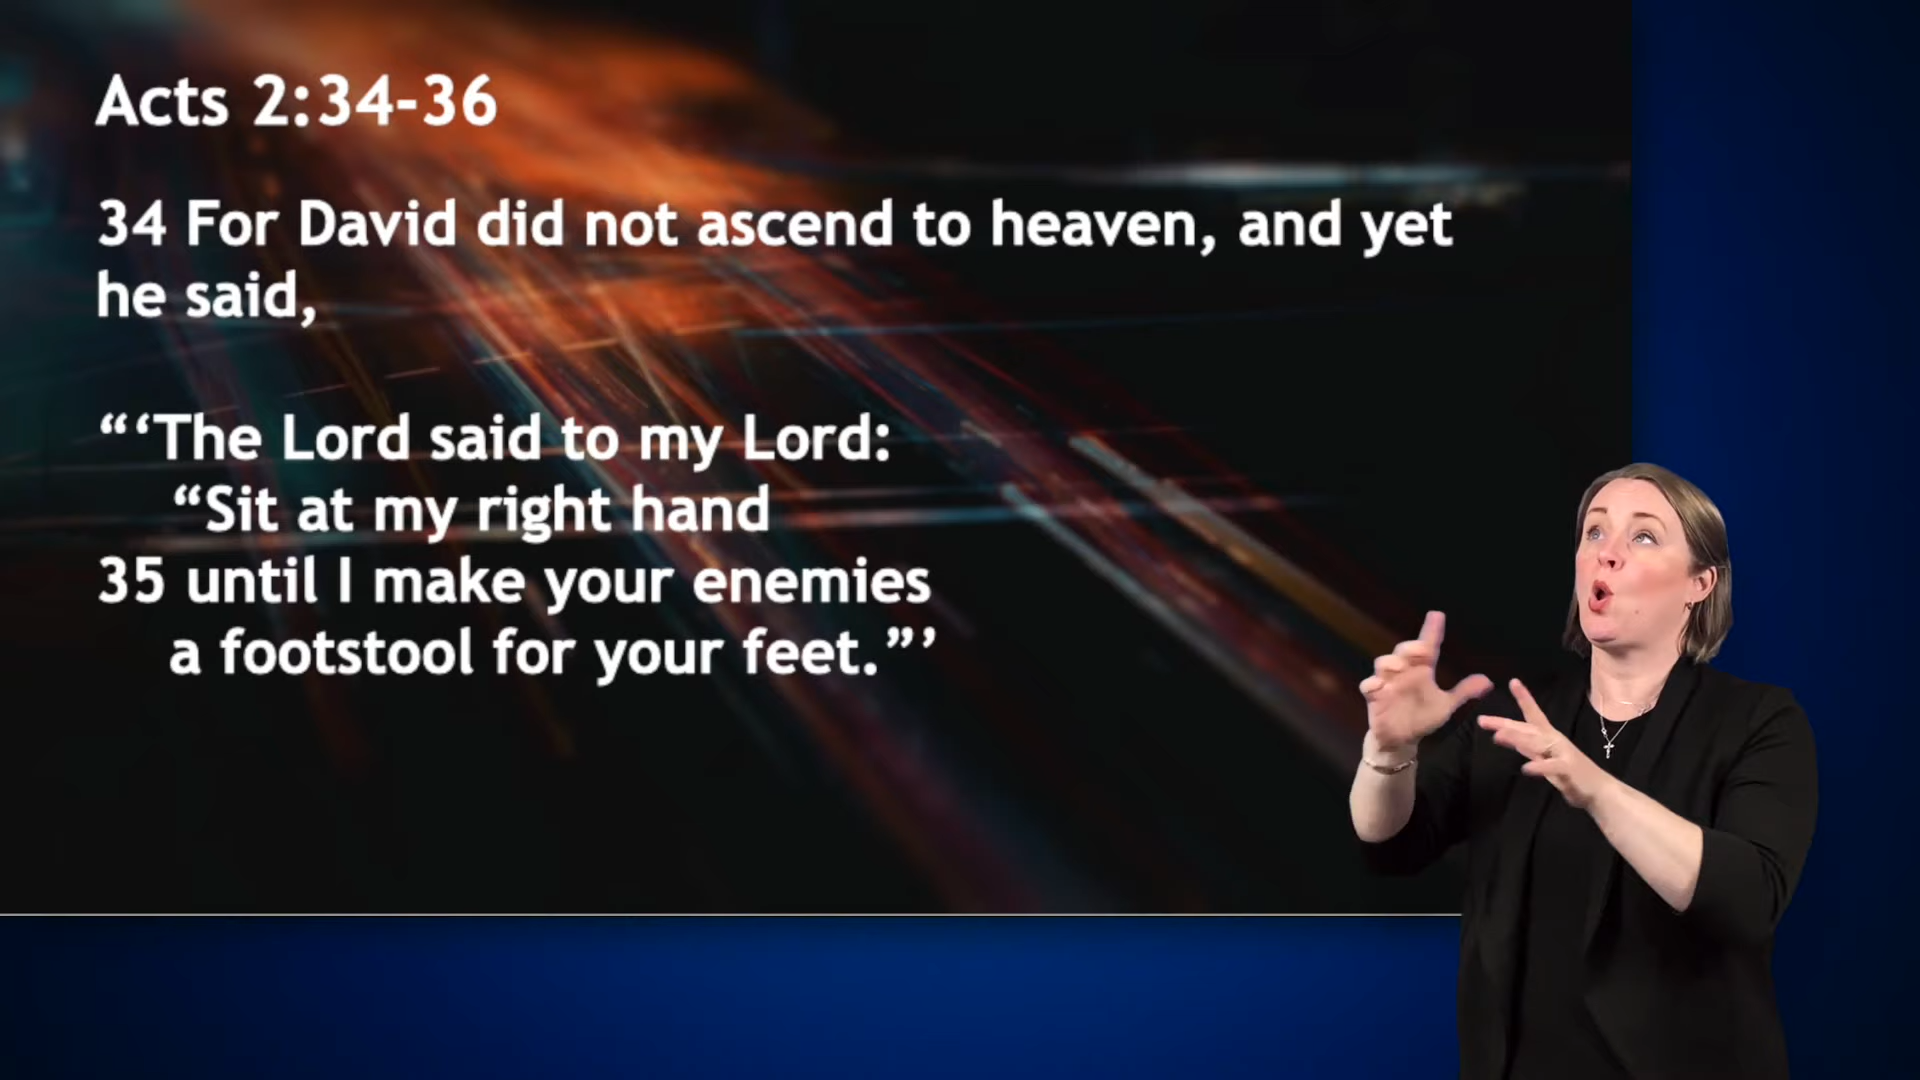 Acts 2:34-36
34 For David did not ascend to heaven, and yet
he said,
“‘The Lord said to my Lord:
“Sit at my right hand
35 until I make your enemies
a footstool for your feet.”’